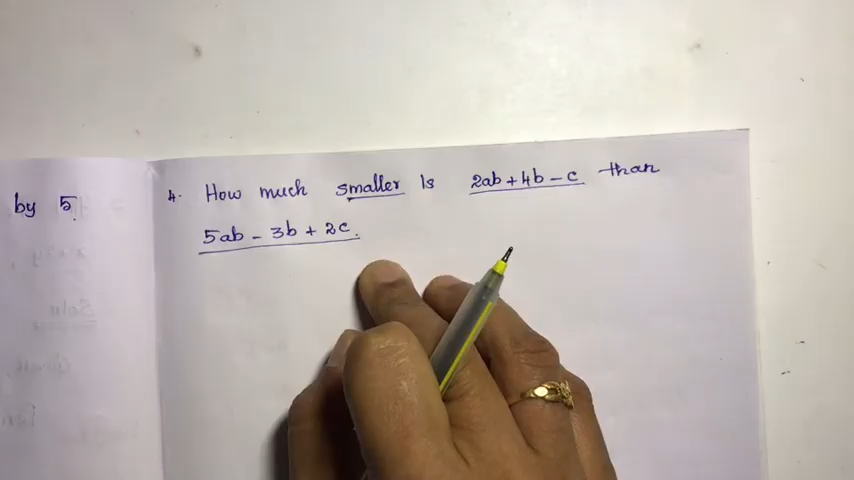 by 5.
4. How much smaller Is 2ab + 4b - c than
5ab - 3b + 2c.